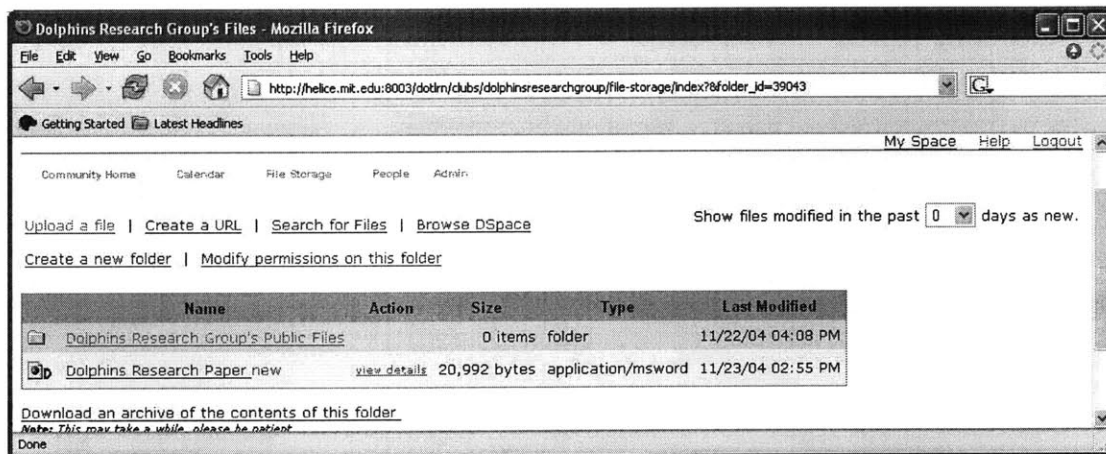 Dolphins Research Group's Files - Mozilla Firefox
File Edit View Go Bookmarks Tools Help
http://helice.mit.edu:8003/dotlrn/clubs/dolphinsresearchgroup/file-storage/index?&folder_id=39043 G
Getting Started Latest Headlines
My Space Help Logout
Community Home Calendar File Storage People Admin
Upload a file | Create a URL | Search for Files | Browse DSpace Show files modified in the past 0 days as new.
Create a new folder | Modify permissions on this folder
Name Action Size Type Last Modified
Dolphins Research Group's Public Files 0 items folder 11/22/04 04:08 PM
D Dolphins Research Paper new view details 20,992 bytes application/msword 11/23/04 02:55 PM
Download an archive of the contents of this folder
Note: This may take a while, please be patient
Done